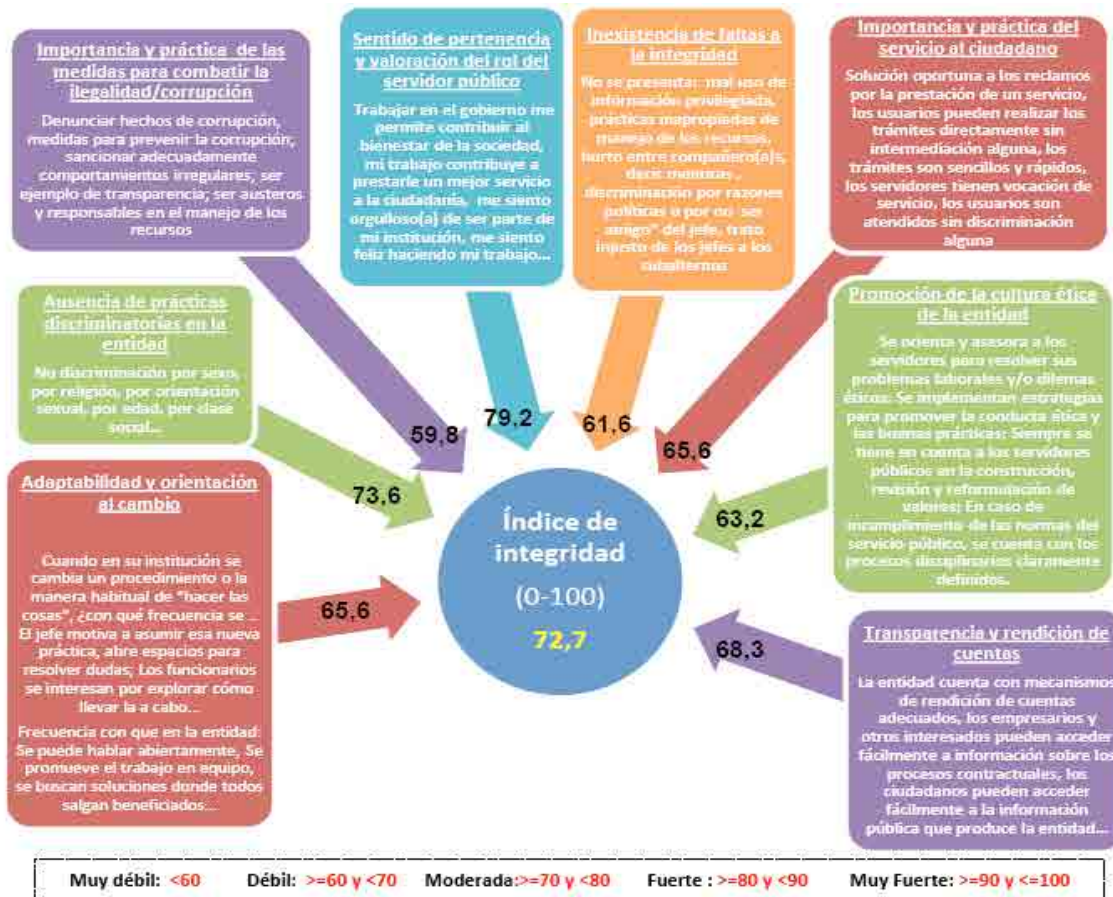 Importancia y práctica de las
medidas para combatir la
ilegalidad/corrupción
Denunciar hechos de corrupción,
medidas para prevenir la corrupción;
sancionar adecuadamente
comportamientos irregulares; ser
ejemplo de transparencia; ser austeros
y responsables en el manejo de los
recursos
Sentido de pertenencia
y valoración del rol del
servidor público
Trabajar en el gobierno me
permite contribuir al
bienestar de la sociedad,
mi trabajo contribuye a
prestarle un mejor servicio
a la ciudadanía, me siento
orgulloso(a) de ser parte de
mi institución, me siento
feliz haciendo mi trabajo...
Inexistencia de faltas a
la integridad
No se presenta: mal uso de
información privilegiada,
prácticas inapropiadas de
manejo de los recursos,
hurto entre compañero(a)s,
decir mentiras ,
discriminación por razones
políticas o por no ser
amigo" del jefe, trato
injusto de los jefes a los
subalternos
Importancia y práctica del
servicio al ciudadano
Solución oportuna a los reclamos
por la prestación de un servicio,
los usuarios pueden realizar los
trámites directamente sin
intermediación alguna, los
trámites son sencillos y rápidos,
los servidores tienen vocación de
servicio, los usuarios son
atendidos sin discriminación
alguna
Ausencia de prácticas
discriminatorias en la
entidad
No discriminación por sexo,
por religión, por orientación
sexual, por edad, por clase
social...
Promoción de la cultura ética
de la entidad
Se orienta y asesora a los
servidores para resolver sus
problemas laborales y/o dilemas
éticos; Se implementan estrategias
para promover la conducta ética y
las buenas prácticas; Siempre se
tiene en cuenta a los servidores
públicos en la construcción,
revisión y reformulación de
valores; En caso de
incumplimiento de las normas del
servicio público, se cuenta con los
procesos disciplinarios claramente
definidos.
Adaptabilidad y orientación
al cambio
Cuando en su institución se
cambia un procedimiento o la
manera habitual de "hacer las
cosas", ¿con qué frecuencia se ...
El jefe motiva a asumir esa nueva
práctica, abre espacios para
resolver dudas; Los funcionarios
se interesan por explorar cómo
llevar la a cabo...
Frecuencia con que en la entidad:
Se puede hablar abiertamente, Se
promueve el trabajo en equipo,
se buscan soluciones donde todos
salgan beneficiados...
Transparencia y rendición de
cuentas
La entidad cuenta con mecanismos
de rendición de cuentas
adecuados, los empresarios y
otros interesados pueden acceder
fácilmente a información sobre los
procesos contractuales, los
ciudadanos pueden acceder
fácilmente a la información
pública que produce la entidad...
59,8
79,2
61,6
65,6
73,6
63,2
65,6
68,3
Índice de
integridad
(0-100)
72,7
Muy débil: <60 Débil: >=60 y <70 Moderada:>=70 y <80 Fuerte : >=80 y <90 Muy Fuerte: >=90 y <=100